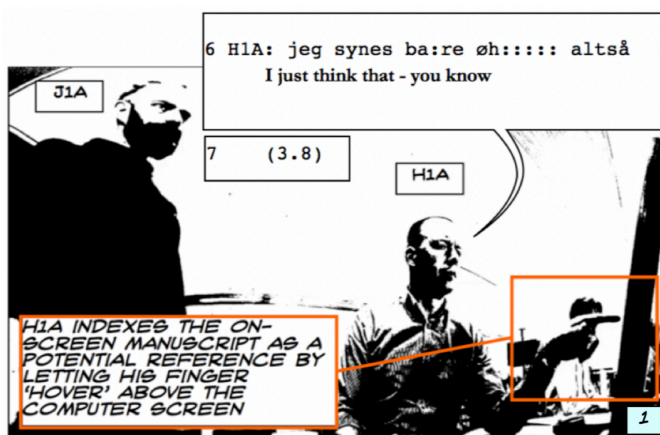 6 H1A: jeg synes ba:re øh::::: altså
I just think that - you know
J1A
7 (3.8)
H1A
H1A INDEXES THE ON-
SCREEN MANUSCRIPT AS A
POTENTIAL REFERENCE BY
LETTING HIS FINGER
'HOVER' ABOVE THE
COMPUTER SCREEN
1